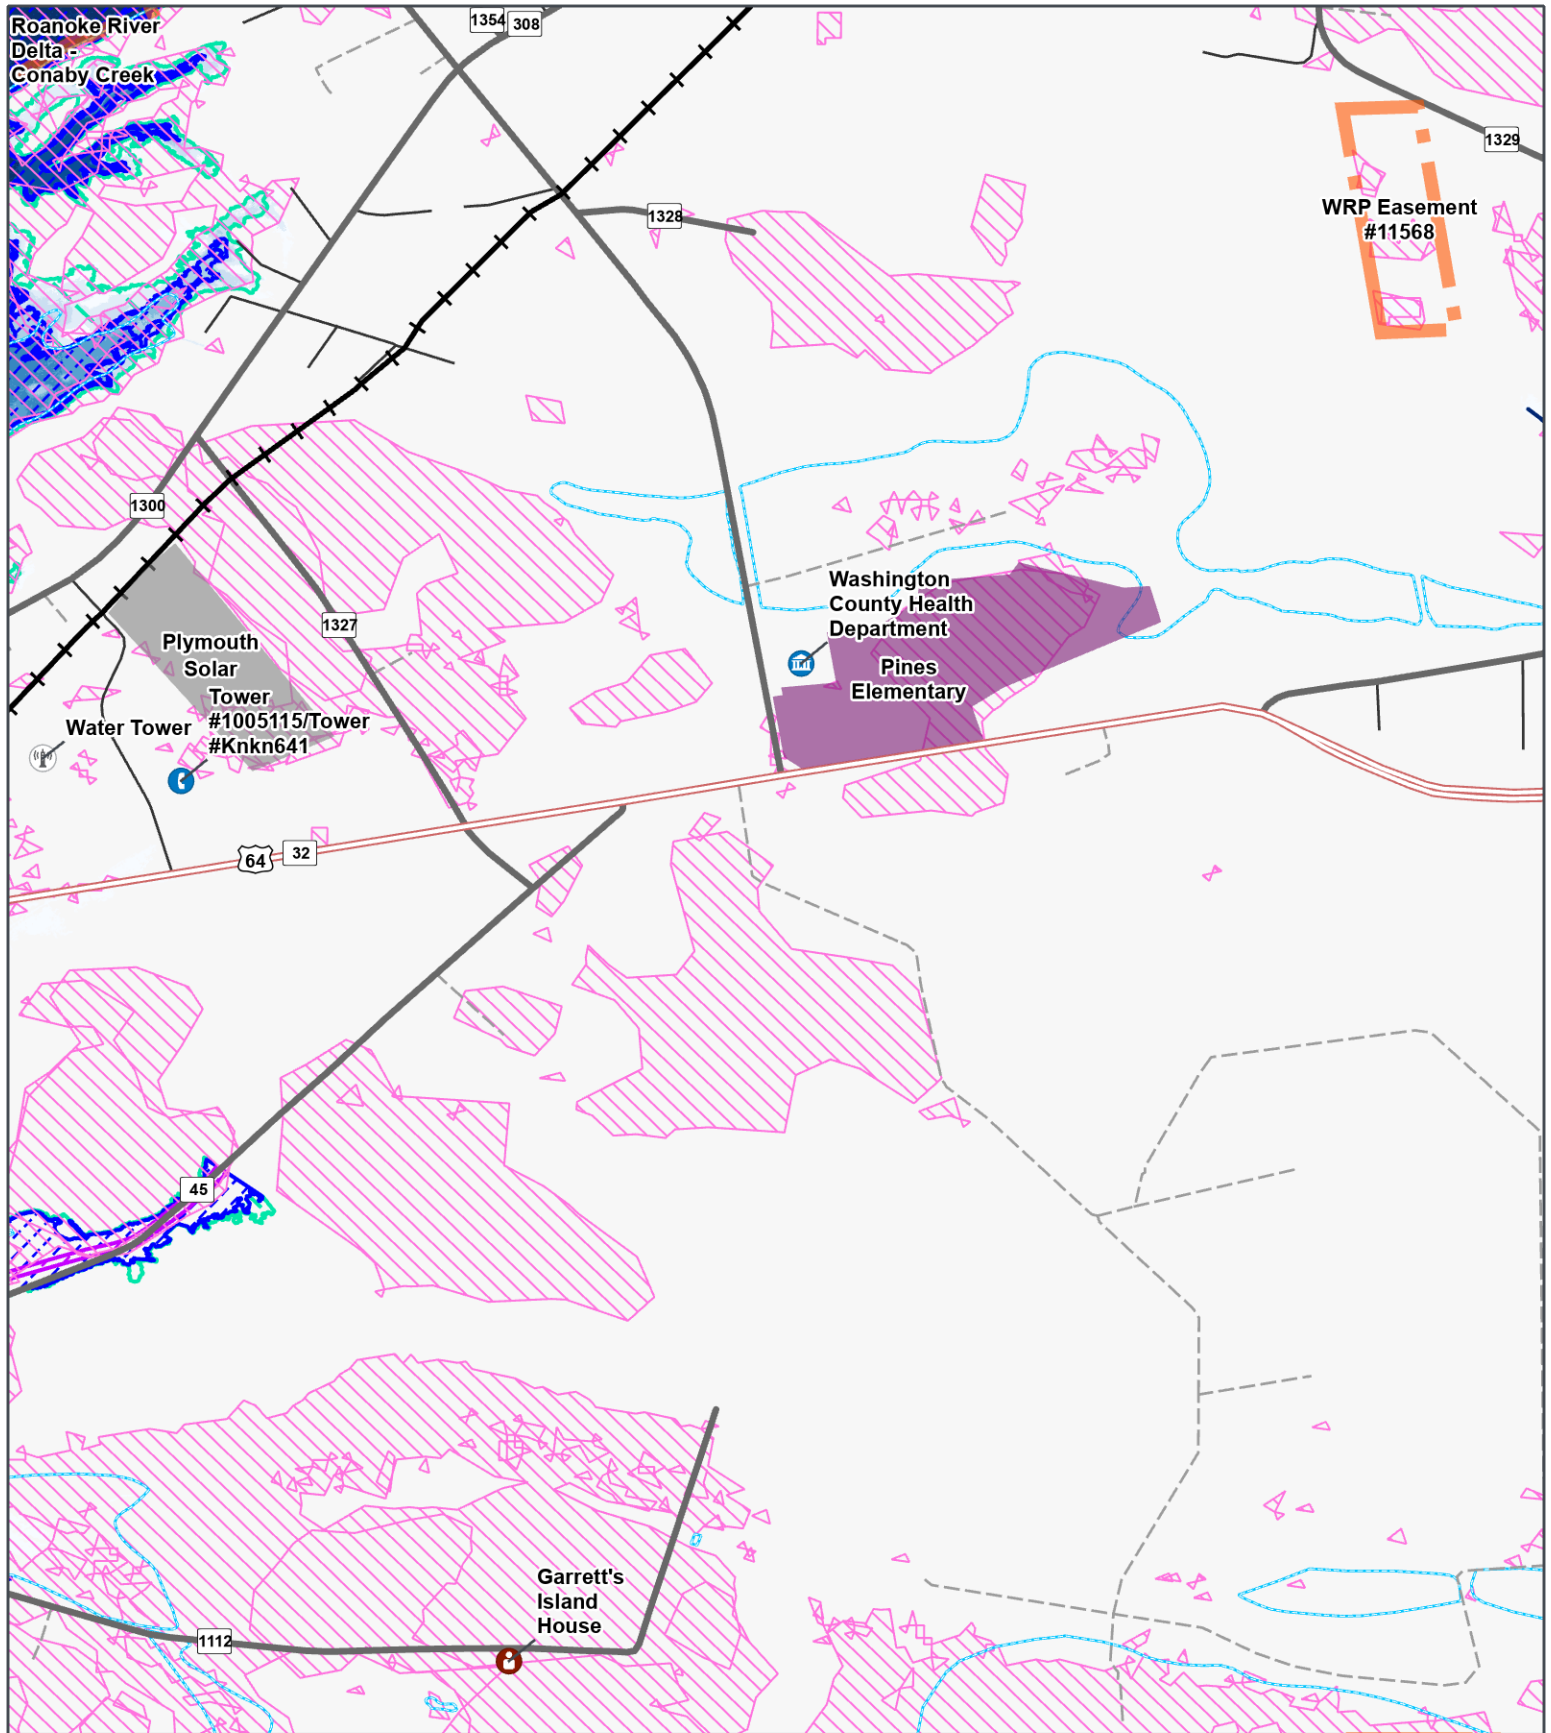 Roanoke River
Delta -
Conaby Creek
1354
308
1329
WRP Easement
#11568
1328
1300
Washington
County Health
Department
1327
Plymouth
Solar
Pines
Elementary
Tower
#1005115/Tower
#Knkn641
Water Tower
64
32
45
Garrett's
Island
House
1112